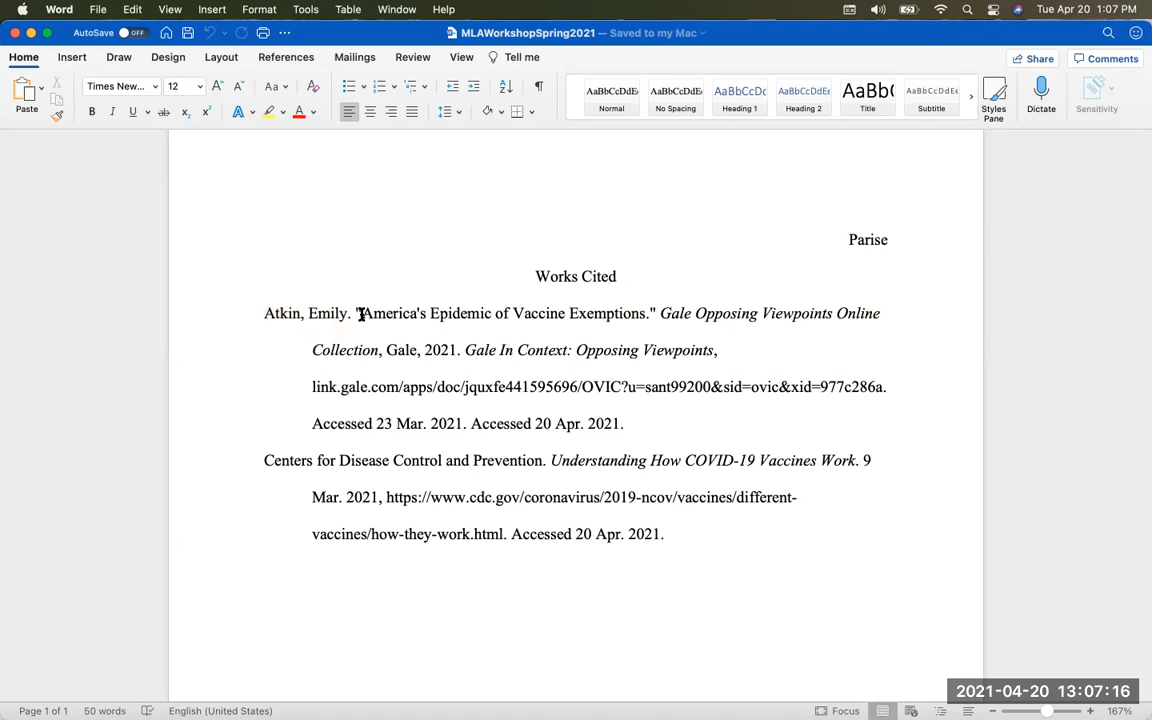 Word File Edit View Insert Format Tools Table Window Help Tue Apr 20 1:07 PM
AutoSave OFF MLAWorkshopSpring2021 — Saved to my Mac
Home Insert Draw Design Layout References Mailings Review View Tell me Share Comments
Paste Times New... 12 Aa AaBbCcDdEe AaBbCcDdEe AaBbCcDc AaBbCcDdEe AaBbC AaBbCcDdEe
B I U ab x₂ x² A A Normal No Spacing Heading 1 Heading 2 Title Subtitle Styles Pane Dictate Sensitivity
Parise
Works Cited
Atkin, Emily. "America's Epidemic of Vaccine Exemptions." Gale Opposing Viewpoints Online
Collection, Gale, 2021. Gale In Context: Opposing Viewpoints,
link.gale.com/apps/doc/jquxfe441595696/OVIC?u=sant99200&sid=ovic&xid=977c286a.
Accessed 23 Mar. 2021. Accessed 20 Apr. 2021.
Centers for Disease Control and Prevention. Understanding How COVID-19 Vaccines Work. 9
Mar. 2021, https://www.cdc.gov/coronavirus/2019-ncov/vaccines/different-
vaccines/how-they-work.html. Accessed 20 Apr. 2021.
2021-04-20 13:07:16
Page 1 of 1 50 words English (United States) Focus 167%